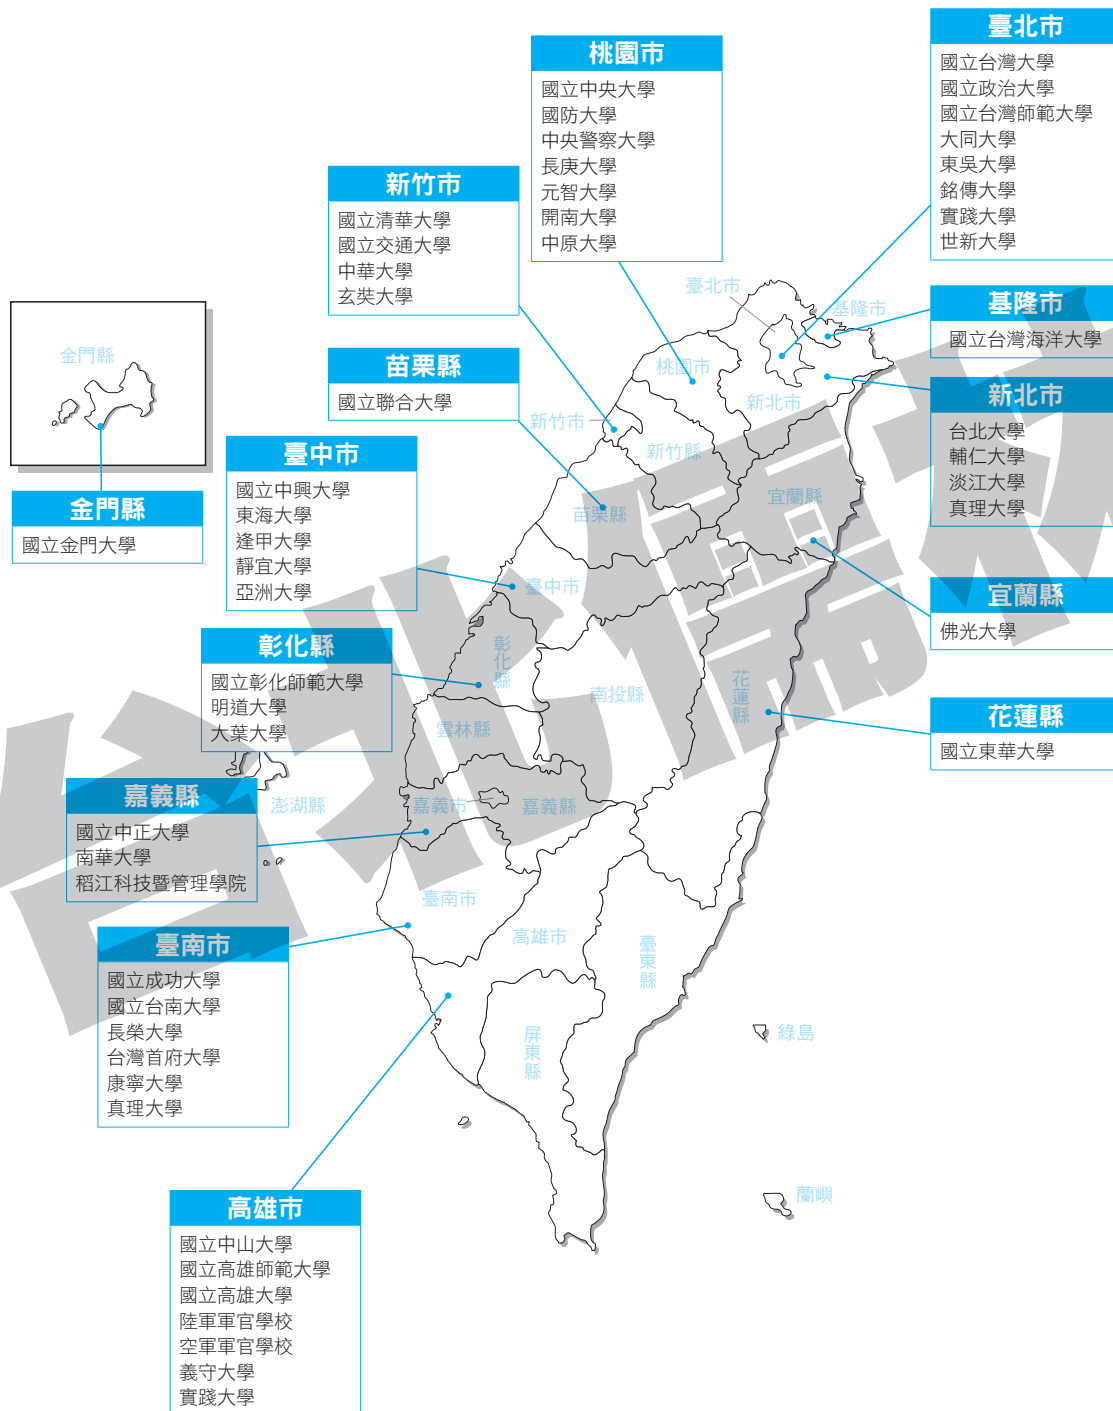 臺北市
國立台灣大學
國立政治大學
國立台灣師範大學
大同大學
東吳大學
銘傳大學
實踐大學
世新大學
桃園市
國立中央大學
國防大學
中央警察大學
長庚大學
元智大學
開南大學
中原大學
新竹市
國立清華大學
國立交通大學
中華大學
玄奘大學
基隆市
國立台灣海洋大學
苗栗縣
國立聯合大學
新北市
台北大學
輔仁大學
淡江大學
真理大學
臺中市
國立中興大學
東海大學
逢甲大學
靜宜大學
亞洲大學
金門縣
金門縣
國立金門大學
宜蘭縣
佛光大學
彰化縣
國立彰化師範大學
明道大學
大葉大學
花蓮縣
國立東華大學
嘉義縣
國立中正大學
南華大學
稻江科技暨管理學院
臺南市
國立成功大學
國立台南大學
長榮大學
台灣首府大學
康寧大學
真理大學
高雄市
國立中山大學
國立高雄師範大學
國立高雄大學
陸軍軍官學校
空軍軍官學校
義守大學
實踐大學
臺北市
基隆市
桃園市
新北市
新竹市
新竹縣
宜蘭縣
苗栗縣
臺中市
彰化縣
南投縣
花蓮縣
雲林縣
澎湖縣
嘉義市
嘉義縣
臺南市
高雄市
臺東縣
屏東縣
綠島
蘭嶼